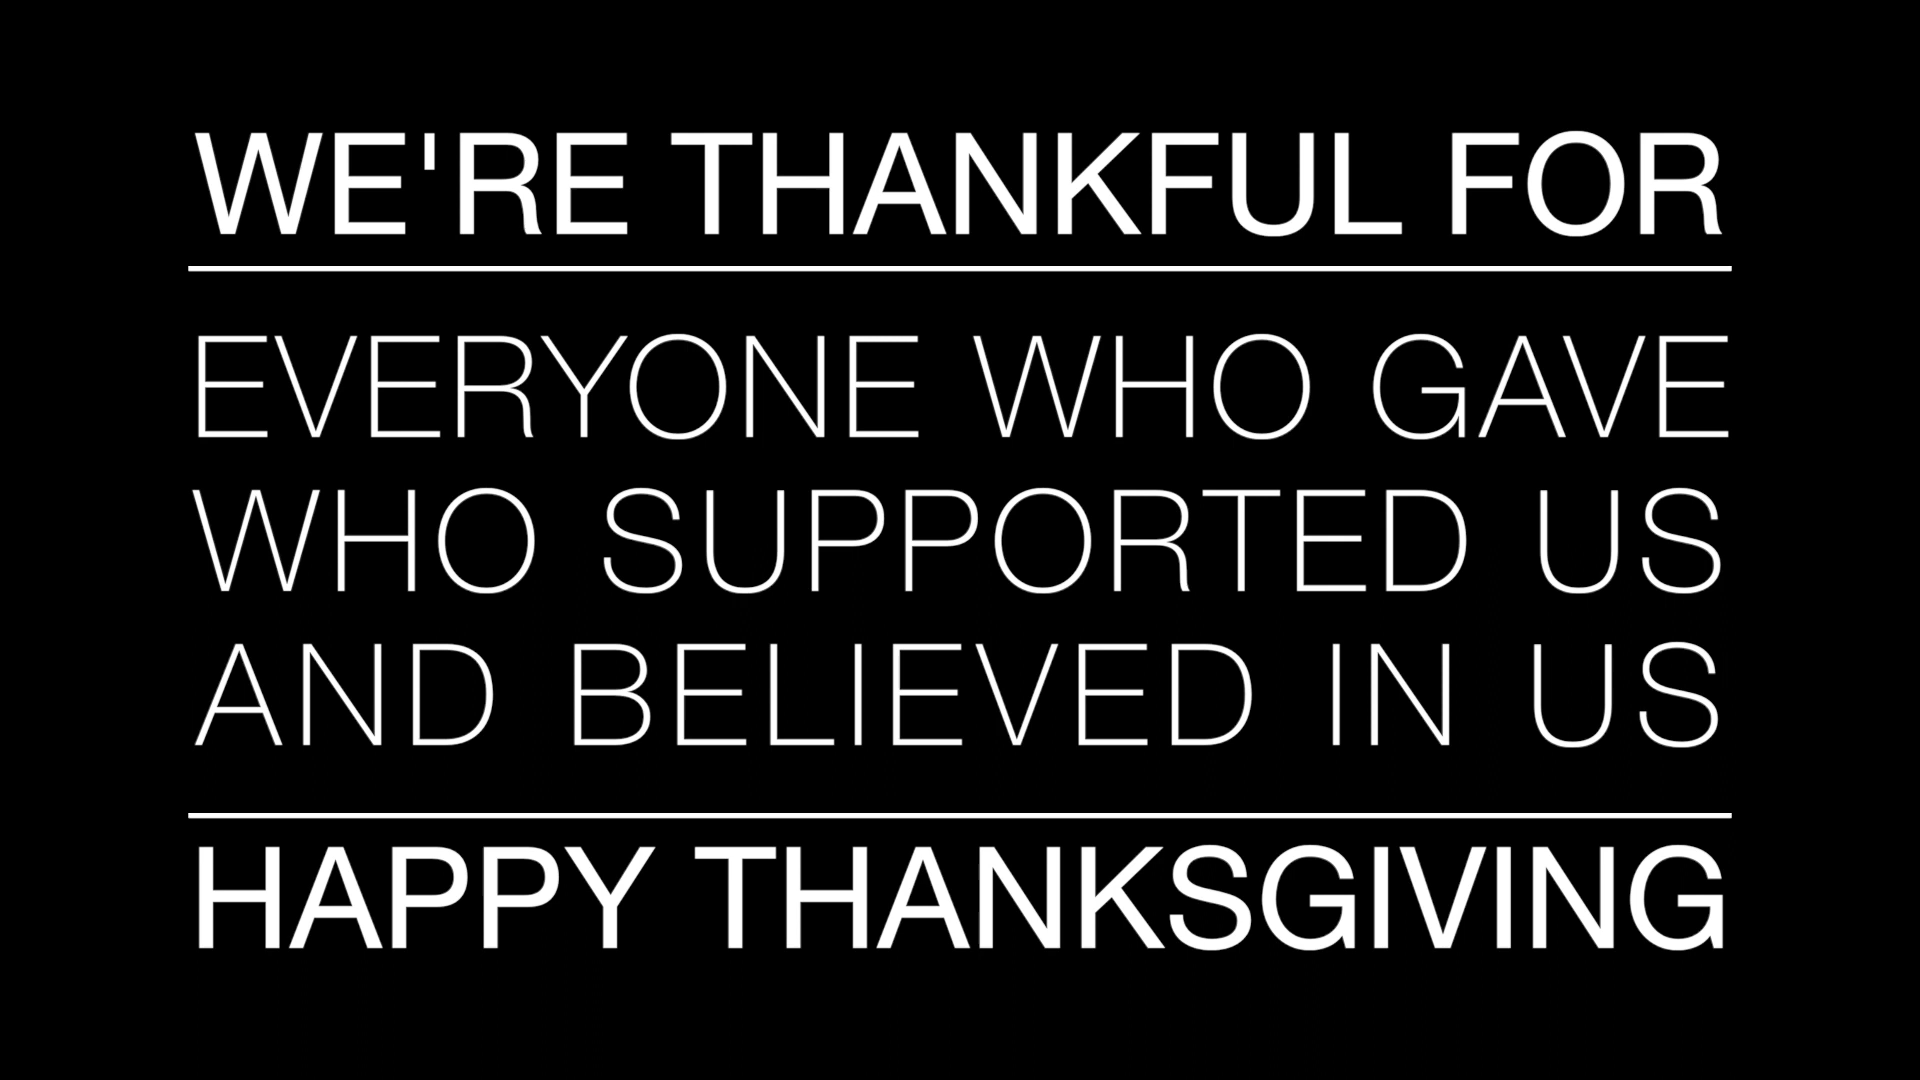 WE'RE THANKFUL FOR
EVERYONE WHO GAVE
WHO SUPPORTED US
AND BELIEVED IN US
HAPPY THANKSGIVING